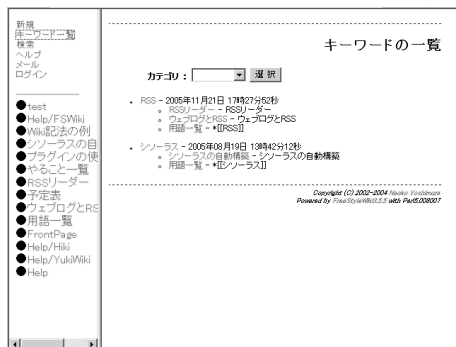 新規
キーワード一覧
検索
ヘルプ
メール
ログイン
●test
●Help/FSWiki
●Wiki記法の例
●シソーラスの自
●プラグインの使
●やること一覧
●RSSリーダー
●予定表
●ウェブログとRS
●用語一覧
●FrontPage
●Help/Hiki
●Help/YukiWiki
●Help
キーワードの一覧
カテゴリ： 選択
RSS - 2005年11月21日 17時27分52秒
RSSリーダー - RSSリーダー
ウェブログとRSS - ウェブログとRSS
用語一覧 - *[[RSS]]
シソーラス - 2005年08月19日 13時42分12秒
シソーラスの自動構築 - シソーラスの自動構築
用語一覧 - *[[シソーラス]]
Copyright (C) 2002-2004 Naoko Yoshimura
Powered by FreeStyleWiki3.5.5 with Perl5.008007